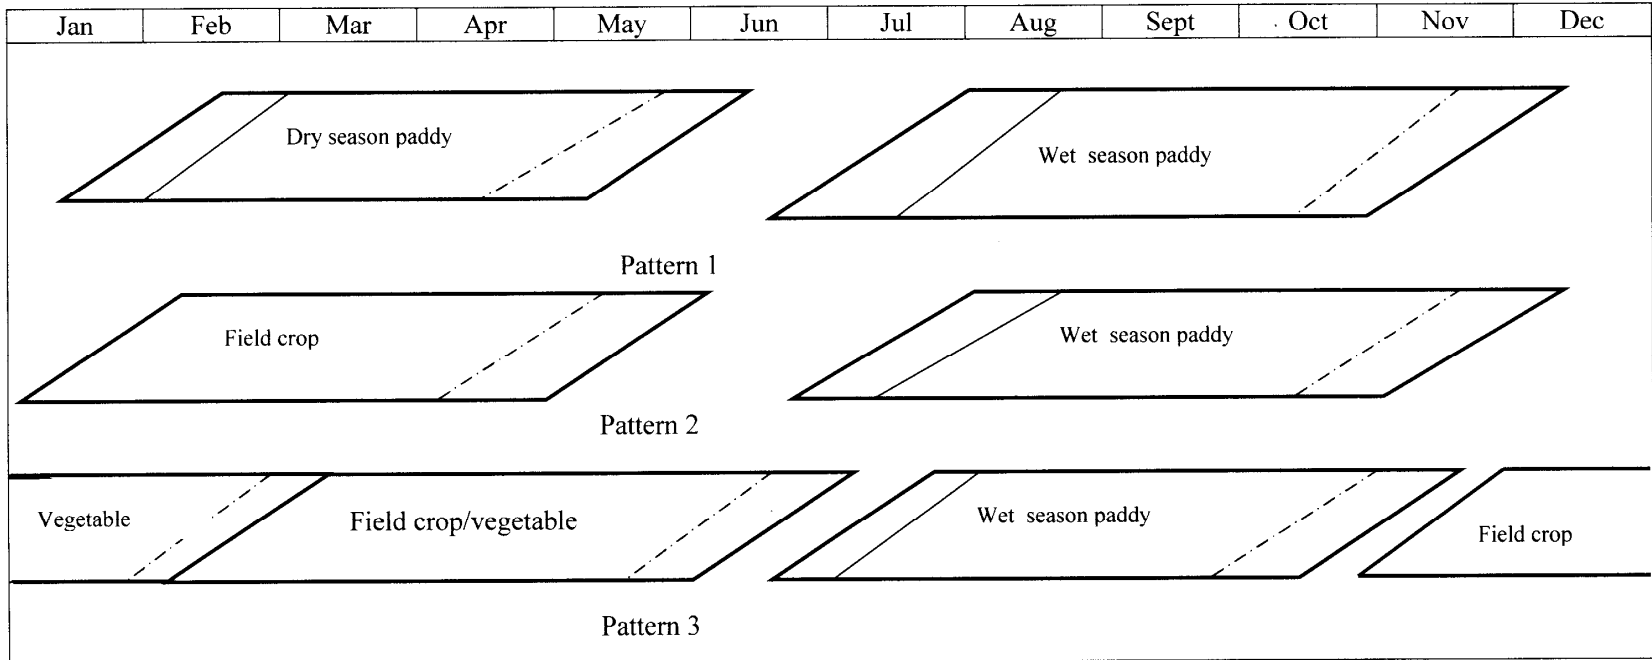 Jan Feb Mar Apr May Jun Jul Aug Sept Oct Nov Dec
Dry season paddy
Wet season paddy
Pattern 1
Field crop
Wet season paddy
Pattern 2
Vegetable
Field crop/vegetable
Wet season paddy
Field crop
Pattern 3